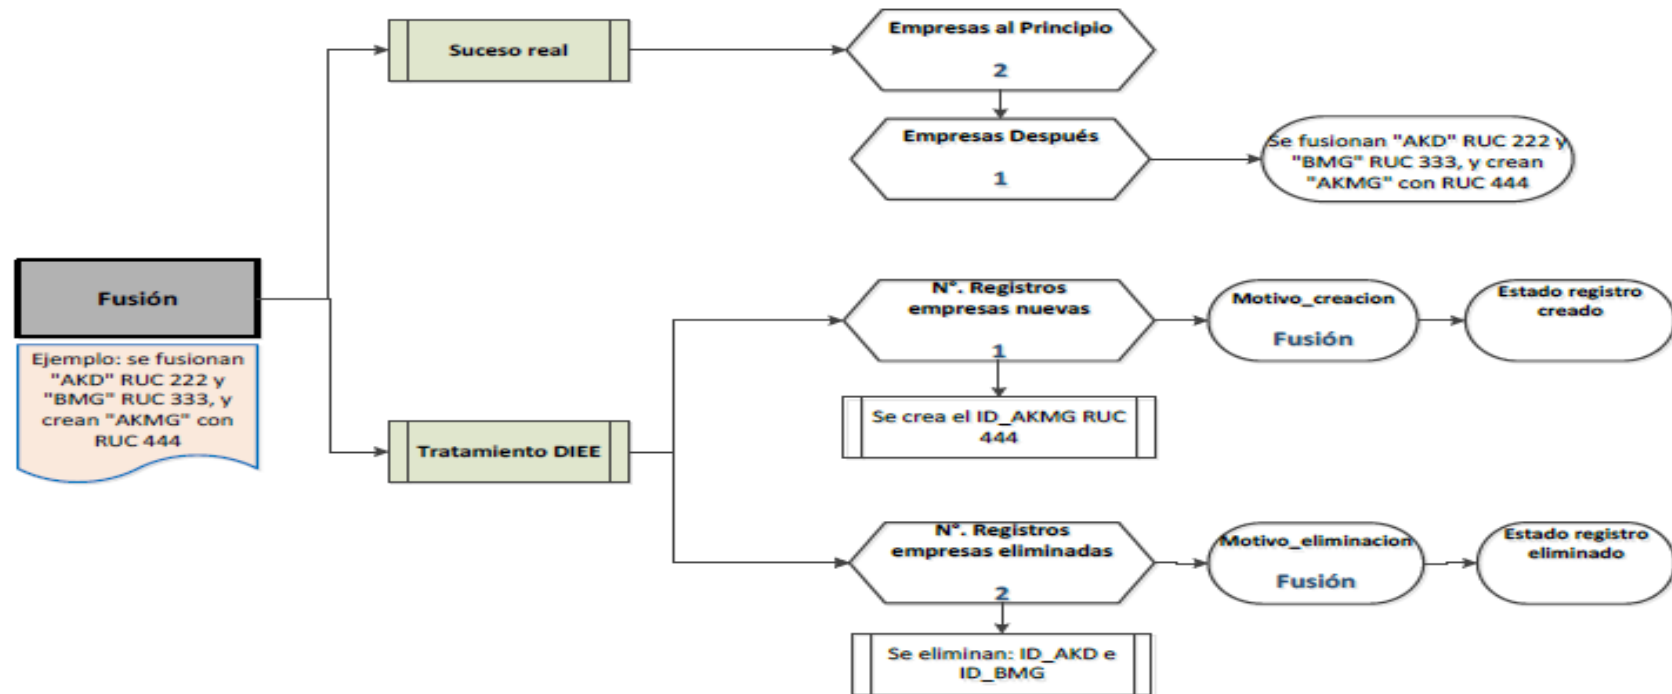 Suceso real
Empresas al Principio
2
Empresas Después
1
Se fusionan "AKD" RUC 222 y
"BMG" RUC 333, y crean
"AKMG" con RUC 444
Fusión
Ejemplo: se fusionan
"AKD" RUC 222 y
"BMG" RUC 333, y
crean "AKMG" con
RUC 444
Tratamiento DIEE
N°. Registros
empresas nuevas
1
Motivo_creacion
Fusión
Estado registro
creado
Se crea el ID_AKMG RUC
444
N°. Registros
empresas eliminadas
2
Motivo_eliminacion
Fusión
Estado registro
eliminado
Se eliminan: ID_AKD e
ID_BMG